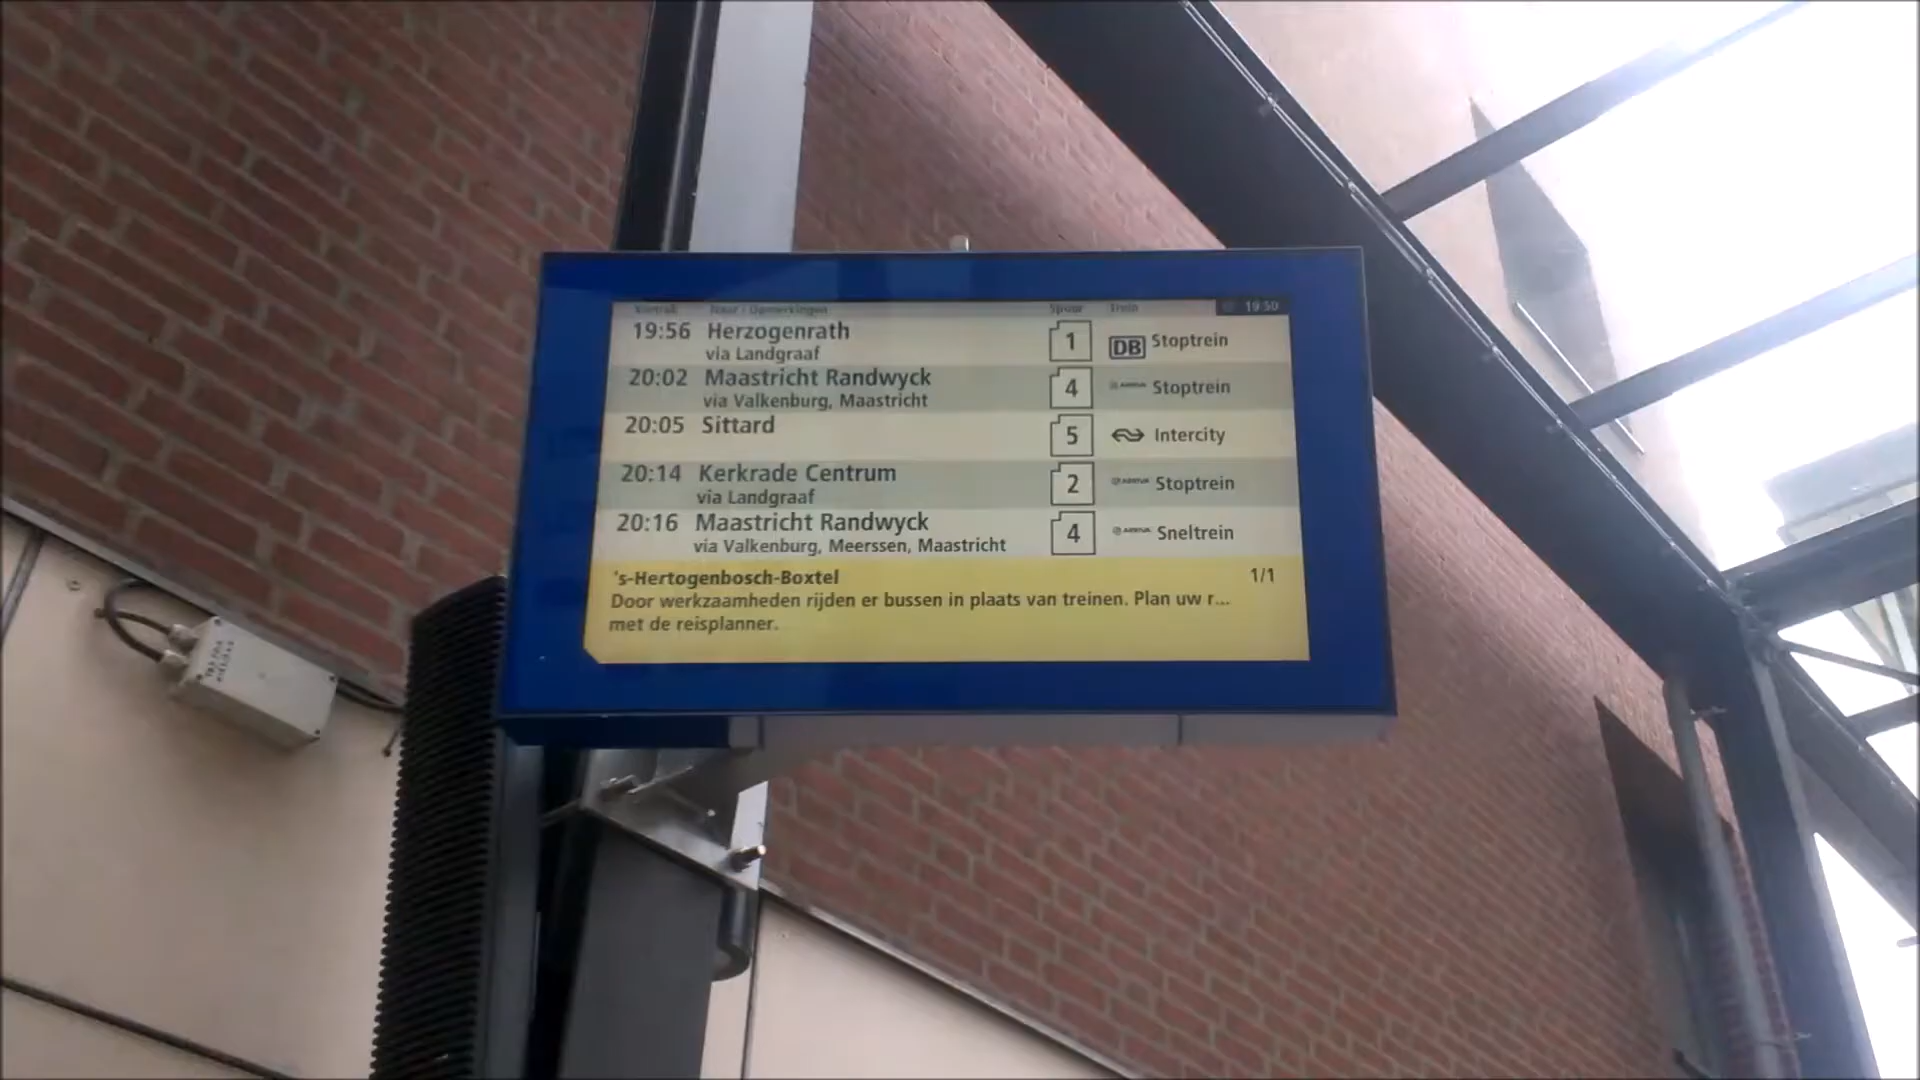 Vertrek Naar / Opmerkingen Spoor Trein 19:50
19:56 Herzogenrath 1 DB Stoptrein
via Landgraaf
20:02 Maastricht Randwyck 4 ARRIVA Stoptrein
via Valkenburg, Maastricht
20:05 Sittard 5 Intercity
20:14 Kerkrade Centrum 2 ARRIVA Stoptrein
via Landgraaf
20:16 Maastricht Randwyck 4 ARRIVA Sneltrein
via Valkenburg, Meerssen, Maastricht
's-Hertogenbosch-Boxtel 1/1
Door werkzaamheden rijden er bussen in plaats van treinen. Plan uw r...
met de reisplanner.